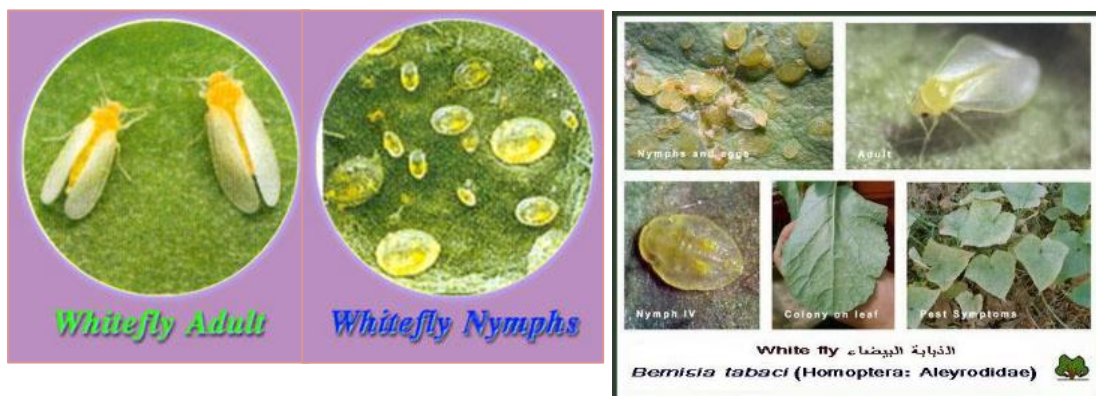 Whitefly Adult
Whitefly Nymphs
Nymphs and eggs
Adult
Nymph IV
Colony on leaf
Pest Symptoms
White fly الذبابة البيضاء
Bemisia tabaci (Homoptera: Aleyrodidae)